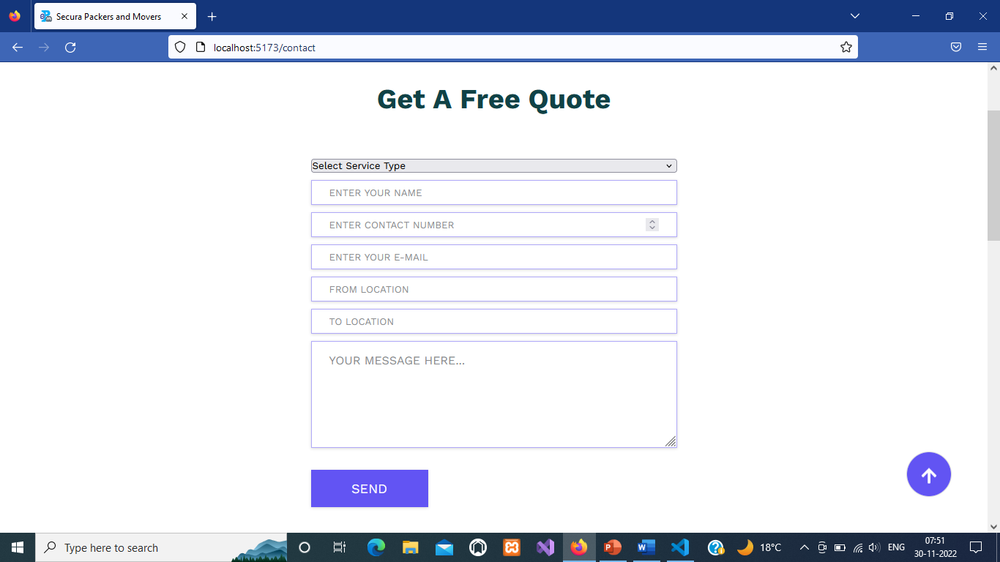 Secura Packers and Movers
localhost:5173/contact
Get A Free Quote
Select Service Type
ENTER YOUR NAME
ENTER CONTACT NUMBER
ENTER YOUR E-MAIL
FROM LOCATION
TO LOCATION
YOUR MESSAGE HERE...
SEND
Type here to search
18°C
ENG
07:51
30-11-2022